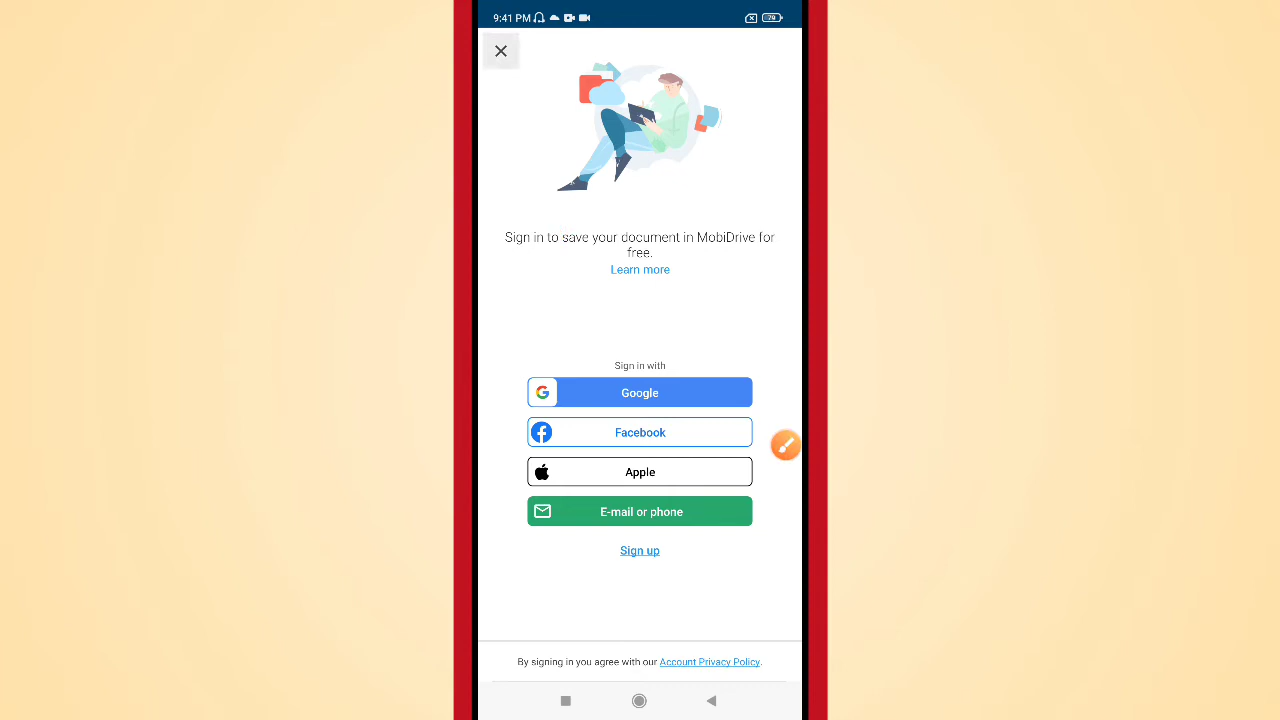 9:41 PM
79
Sign in to save your document in MobiDrive for
free.
Learn more
Sign in with
Google
Facebook
Apple
E-mail or phone
Sign up
By signing in you agree with our Account Privacy Policy.